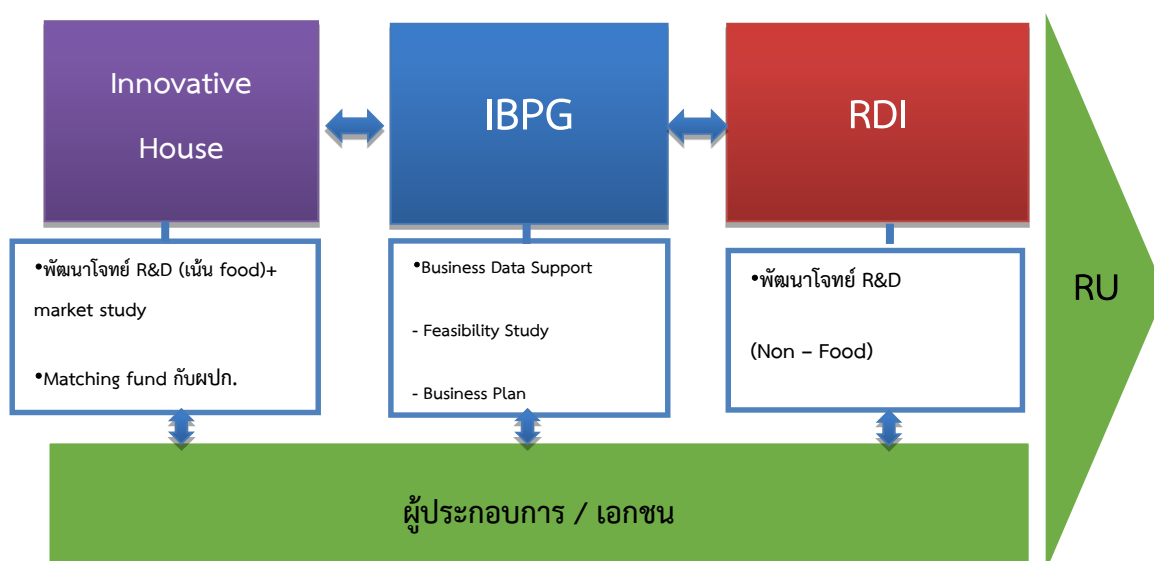 Innovative
House
IBPG
RDI
•พัฒนาโจทย์ R&D (เน้น food)+
market study
•Matching fund กับผปก.
•Business Data Support
- Feasibility Study
- Business Plan
•พัฒนาโจทย์ R&D
(Non – Food)
RU
ผู้ประกอบการ / เอกชน